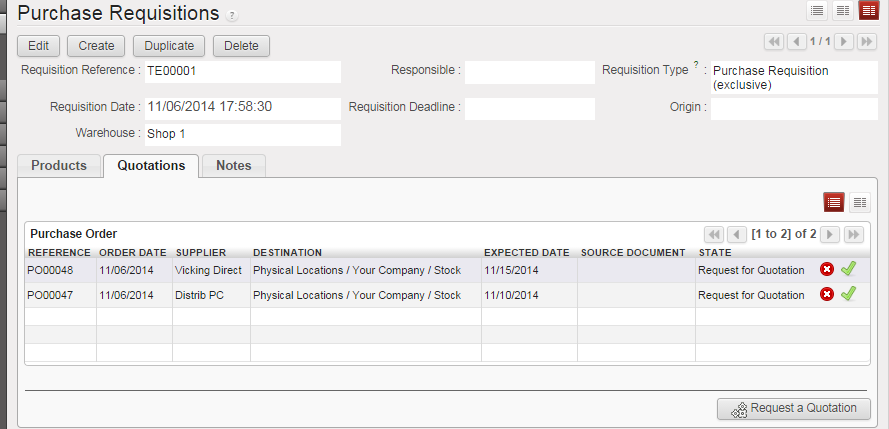 Purchase Requisitions ?
Edit Create Duplicate Delete 1 / 1
Requisition Reference : TE00001 Responsible : Requisition Type ? : Purchase Requisition
(exclusive)
Requisition Date : 11/06/2014 17:58:30 Requisition Deadline : Origin :
Warehouse : Shop 1
Products Quotations Notes
Purchase Order [1 to 2] of 2
REFERENCE ORDER DATE SUPPLIER DESTINATION EXPECTED DATE SOURCE DOCUMENT STATE
PO00048 11/06/2014 Vicking Direct Physical Locations / Your Company / Stock 11/15/2014 Request for Quotation
PO00047 11/06/2014 Distrib PC Physical Locations / Your Company / Stock 11/10/2014 Request for Quotation
Request a Quotation